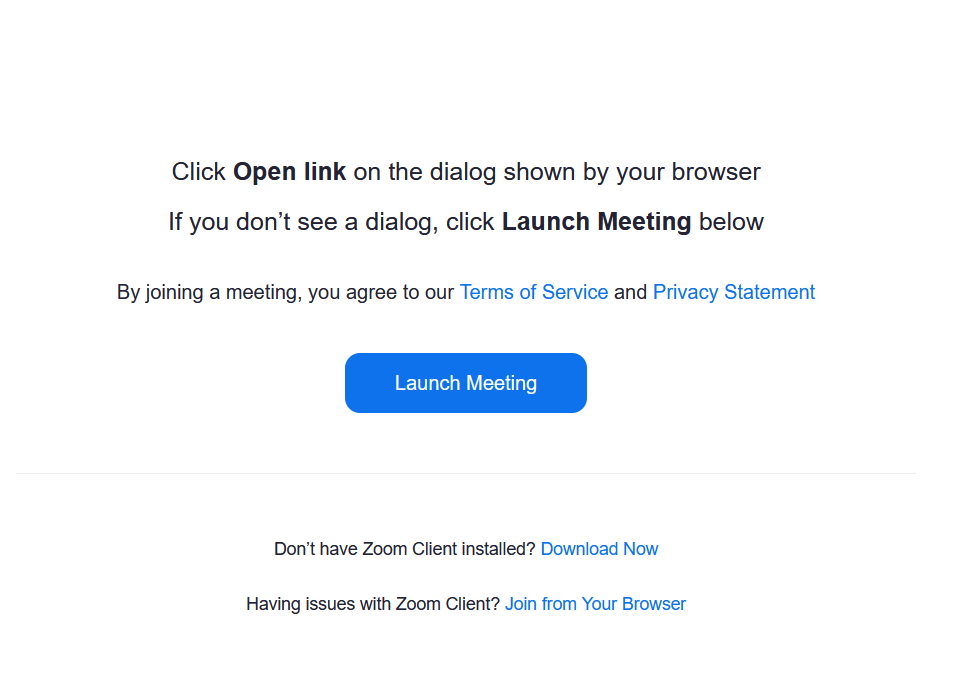 Click Open link on the dialog shown by your browser
If you don’t see a dialog, click Launch Meeting below
By joining a meeting, you agree to our Terms of Service and Privacy Statement
Launch Meeting
Don’t have Zoom Client installed? Download Now
Having issues with Zoom Client? Join from Your Browser